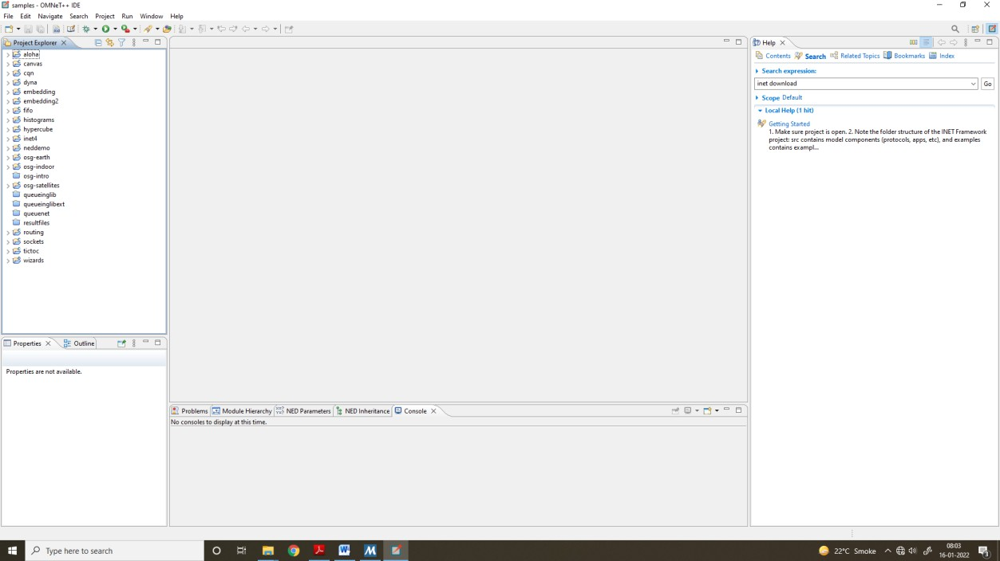 samples - OMNeT++ IDE
File Edit Navigate Search Project Run Window Help
Project Explorer
aloha
canvas
cqn
dyna
embedding
embedding2
fifo
histograms
hypercube
inet4
neddemo
osg-earth
osg-indoor
osg-intro
osg-satellites
queueinglib
queueinglibext
queuenet
resultfiles
routing
sockets
tictoc
wizards
Properties Outline
Properties are not available.
Problems Module Hierarchy NED Parameters NED Inheritance Console
No consoles to display at this time.
Help
Contents Search Related Topics Bookmarks Index
Search expression:
inet download Go
Scope Default
Local Help (1 hit)
Getting Started
1. Make sure project is open. 2. Note the folder structure of the INET Framework
project: src contains model components (protocols, apps, etc), and examples
contains exampl...
Type here to search
22°C Smoke
08:03
16-01-2022
3